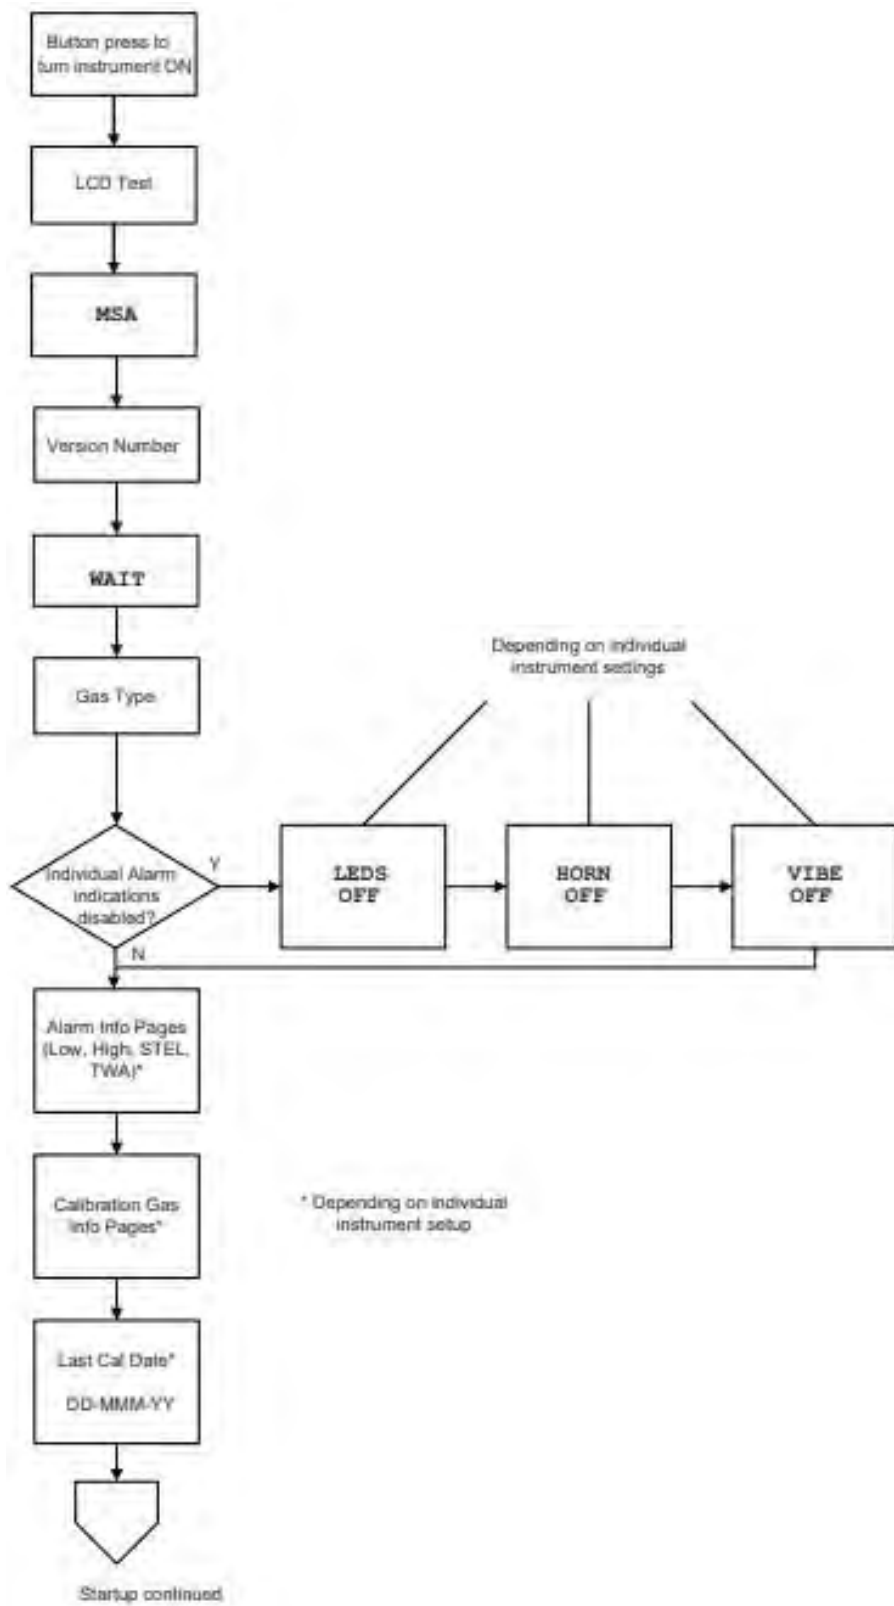 Button press to
turn instrument ON
LCD Test
MSA
Version Number
WAIT
Gas Type
Depending on individual
instrument settings
Individual Alarm
indications
disabled?
Y
LEDS
OFF
HORN
OFF
VIBE
OFF
N
Alarm Info Pages
(Low, High, STEL,
TWA)*
Calibration Gas
Info Pages*
* Depending on individual
instrument setup
Last Cal Date*
DD-MMM-YY
Startup continued